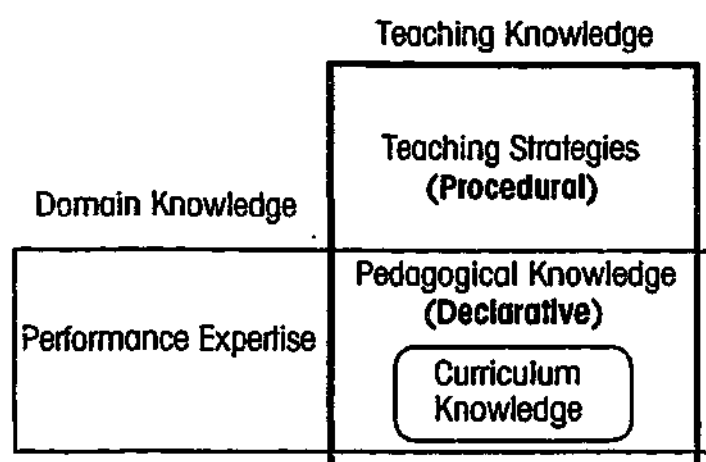 Teaching Knowledge
Teaching Strategies
(Procedural)
Domain Knowledge
Pedagogical Knowledge
(Declarative)
Performance Expertise
Curriculum
Knowledge